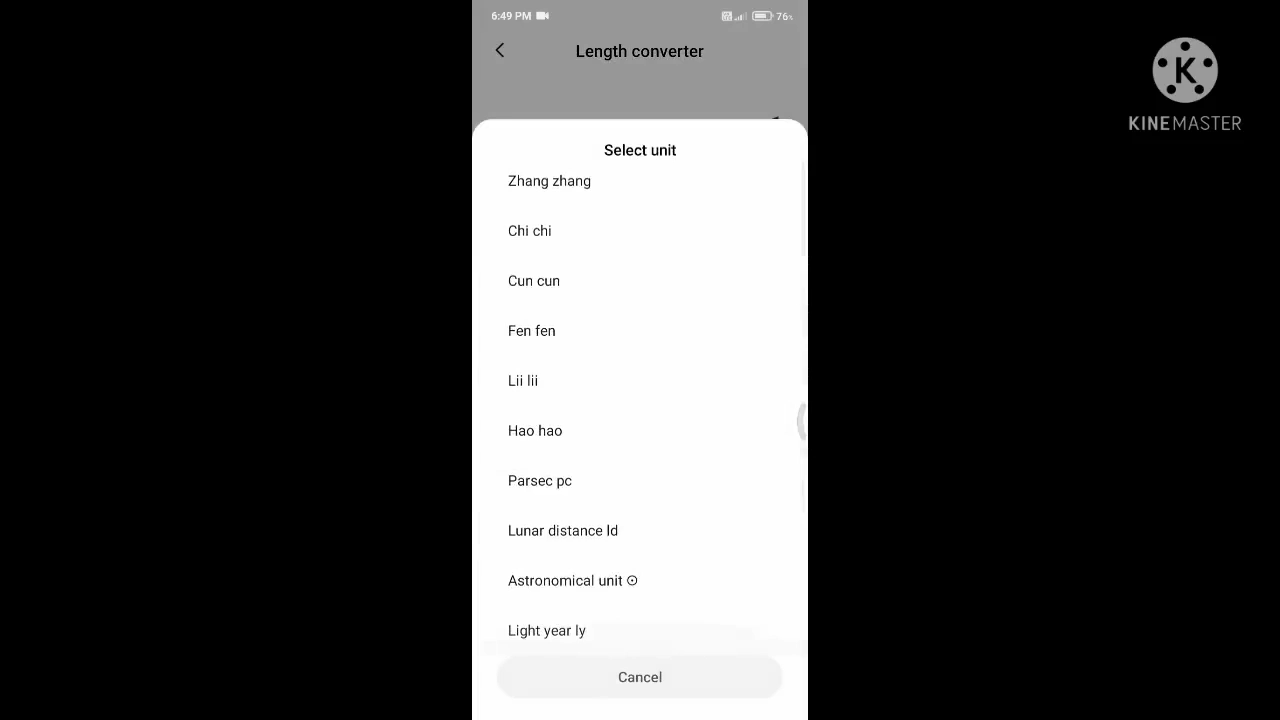 6:49 PM
76%
Length converter
KINEMASTER
Select unit
Zhang zhang
Chi chi
Cun cun
Fen fen
Lii lii
Hao hao
Parsec pc
Lunar distance ld
Astronomical unit ⊙
Light year ly
Cancel